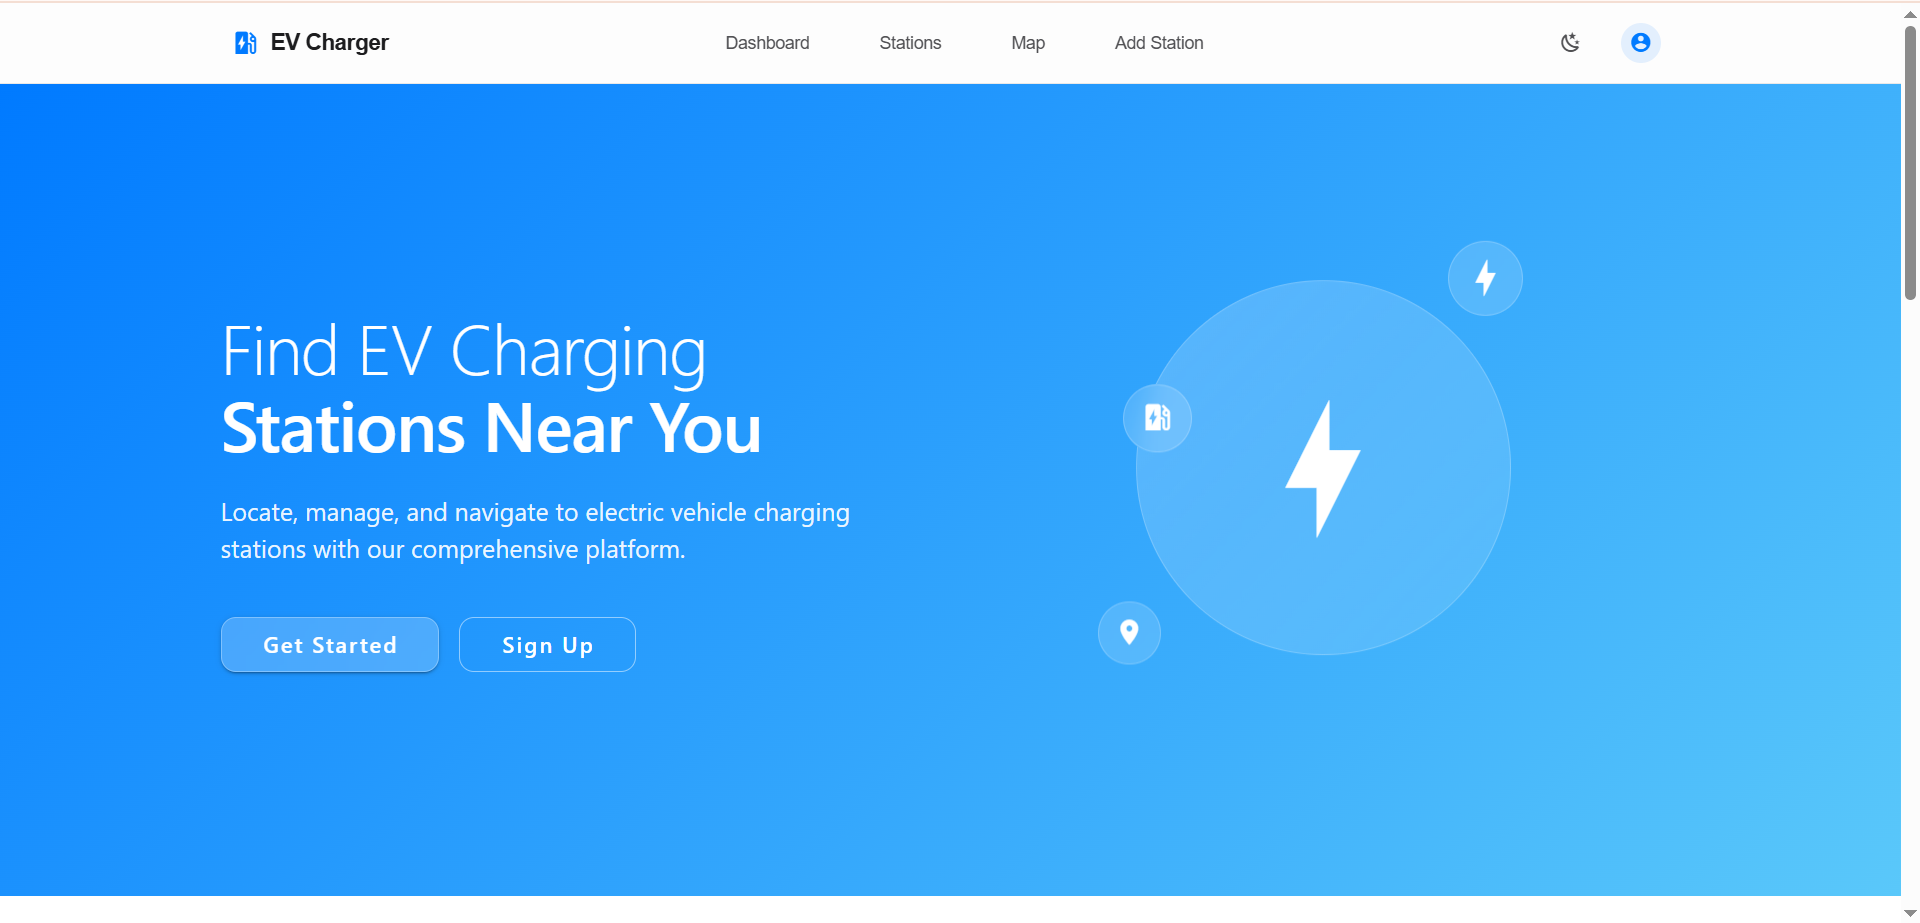 EV Charger
Dashboard
Stations
Map
Add Station
Find EV Charging
Stations Near You
Locate, manage, and navigate to electric vehicle charging
stations with our comprehensive platform.
Get Started
Sign Up